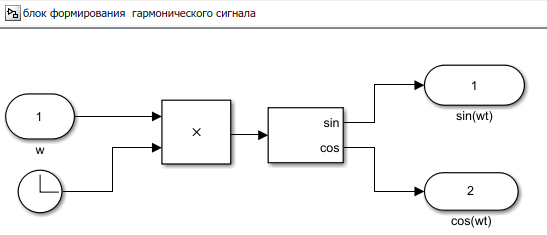 блок формирования гармонического сигнала
1
sin(wt)
1
w
×
sin
cos
2
cos(wt)